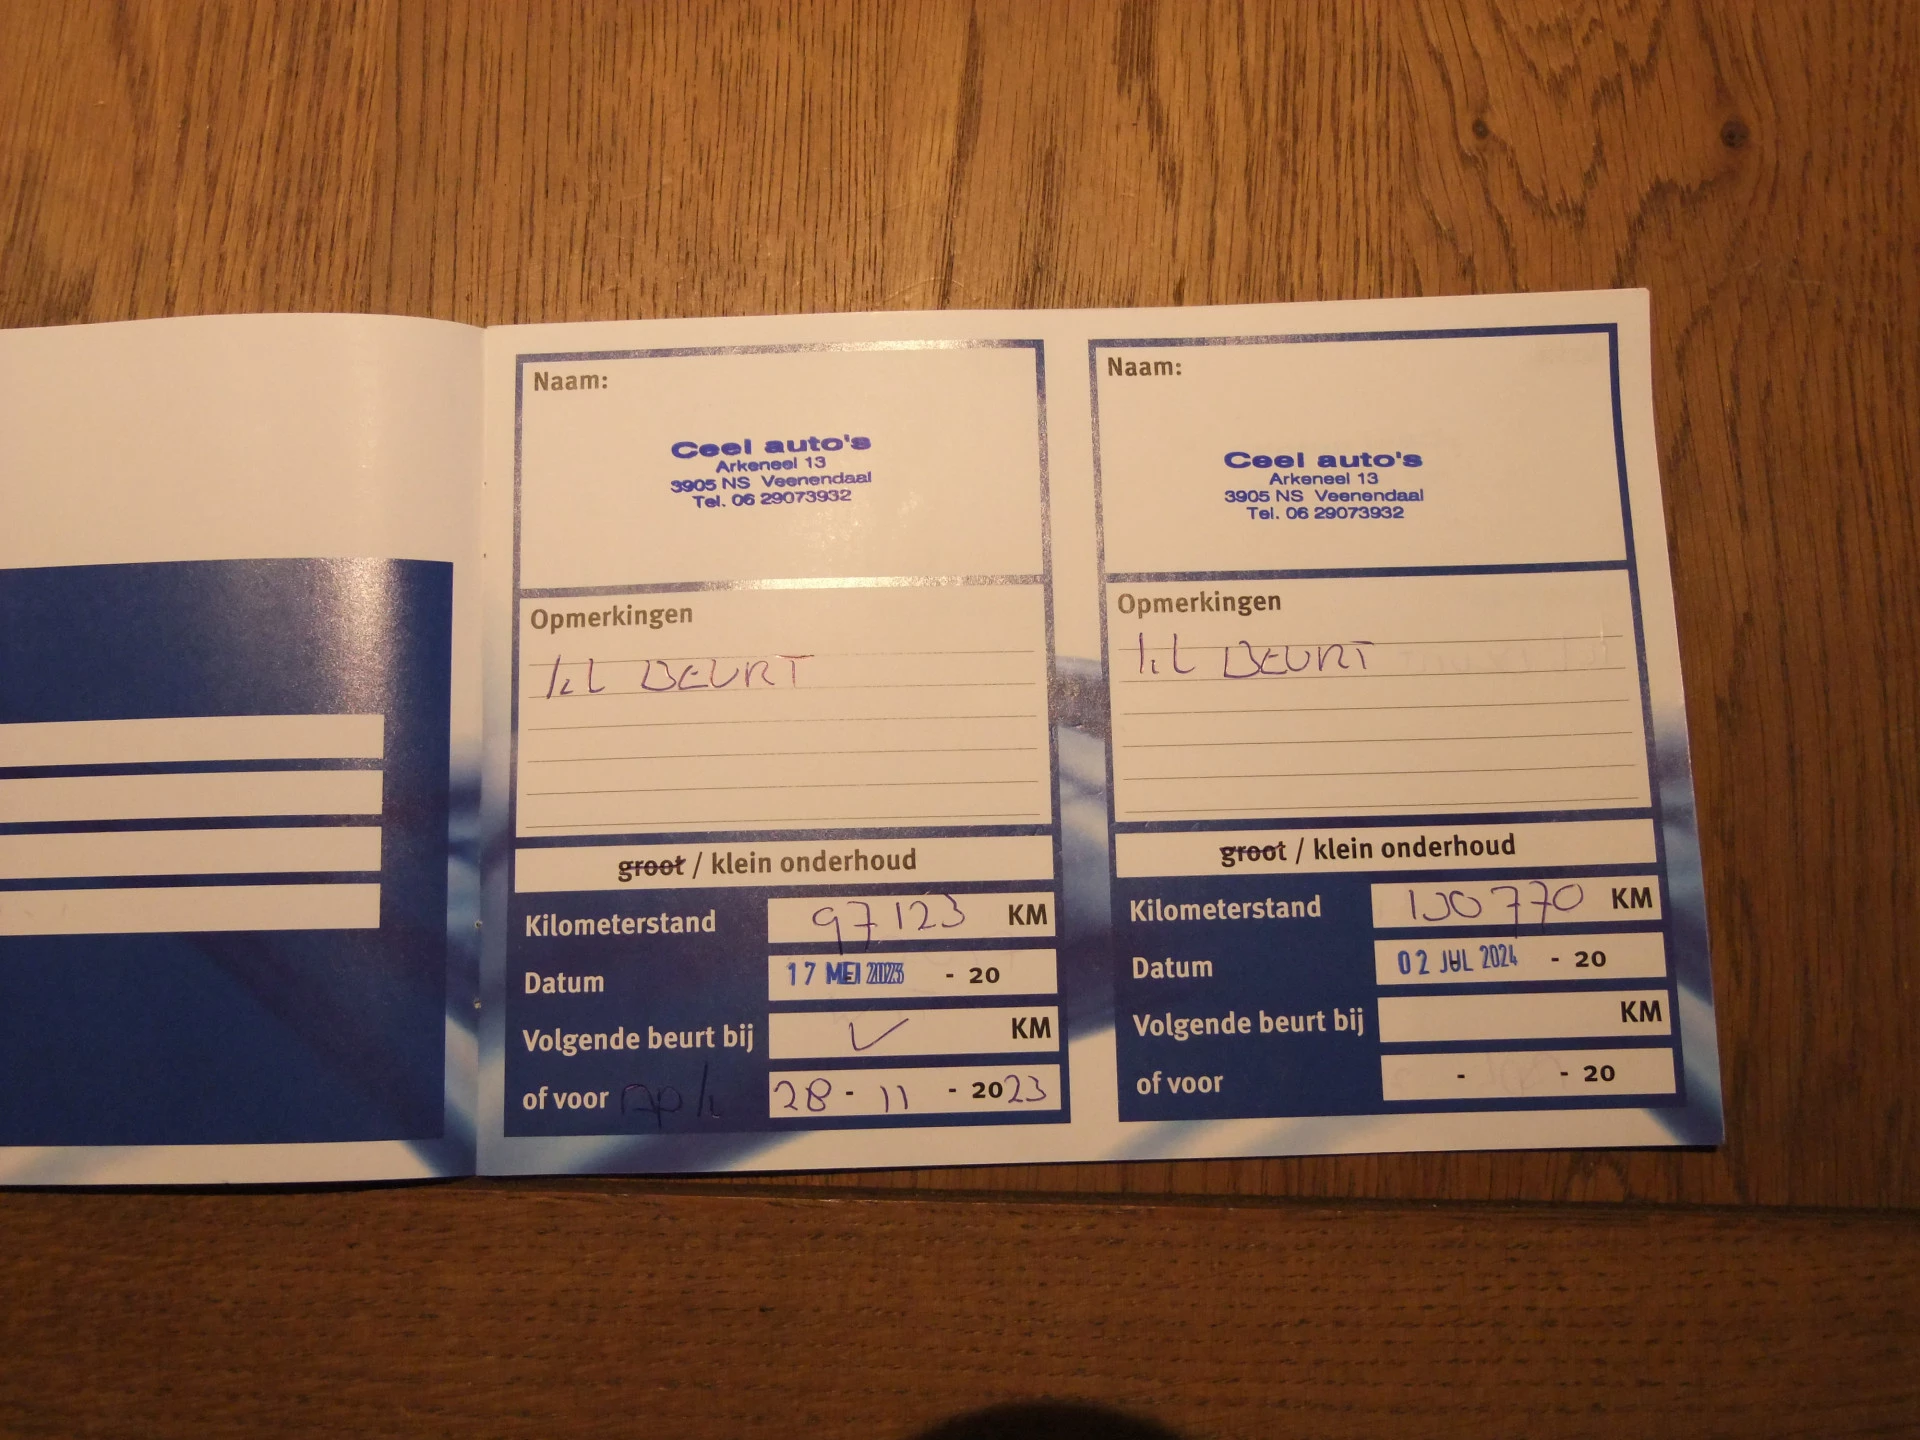 Naam:
Ceel auto's
Arkeneel 13
3905 NS Veenendaal
Tel. 06 29073932
Opmerkingen
kl BEURT
groot / klein onderhoud
Kilometerstand 97123 KM
Datum 17 MEI 2023 - 20
Volgende beurt bij KM
of voor 28 - 11 - 2023
Naam:
Ceel auto's
Arkeneel 13
3905 NS Veenendaal
Tel. 06 29073932
Opmerkingen
kl BEURT
groot / klein onderhoud
Kilometerstand 100770 KM
Datum 02 JUL 2024 - 20
Volgende beurt bij KM
of voor - - 20